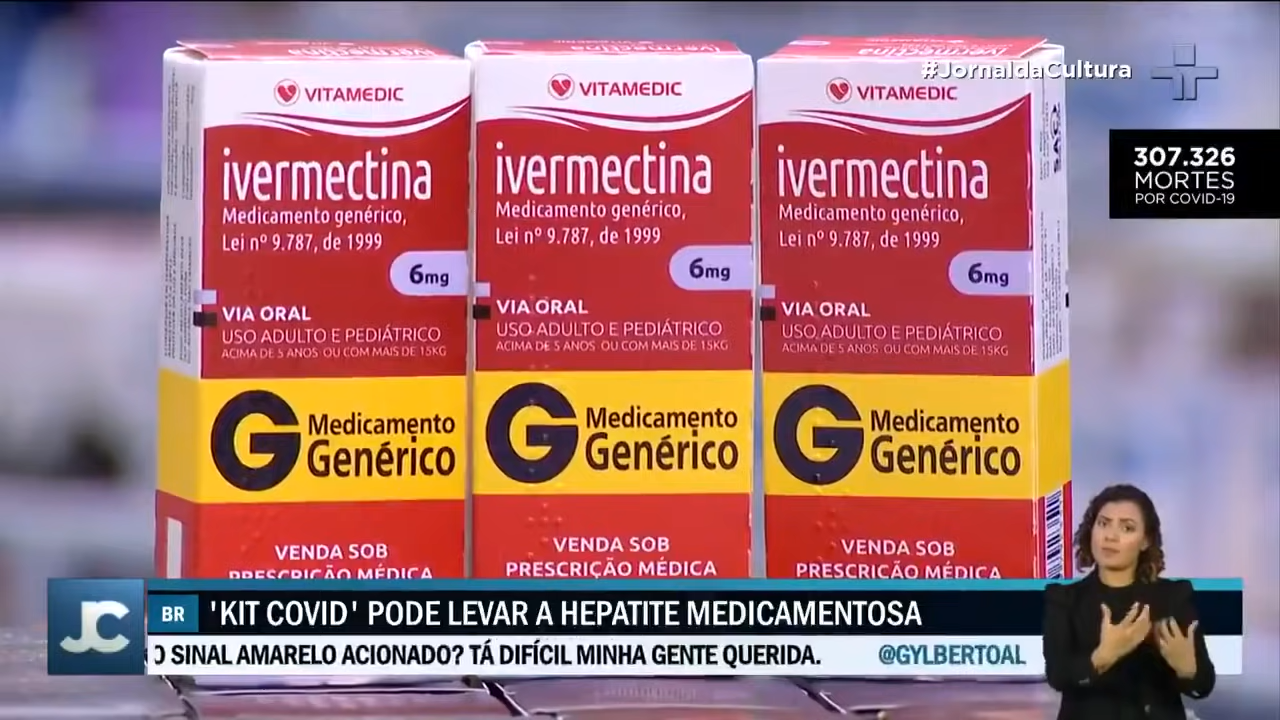 ivermectina
ivermectina
ivermectina
#JornaldaCultura
VITAMEDIC
ivermectina
Medicamento genérico,
Lei nº 9.787, de 1999
6mg
VIA ORAL
USO ADULTO E PEDIÁTRICO
ACIMA DE 5 ANOS OU COM MAIS DE 15KG
G Medicamento
Genérico
VENDA SOB
PRESCRIÇÃO MÉDICA
VITAMEDIC
ivermectina
Medicamento genérico,
Lei nº 9.787, de 1999
6mg
VIA ORAL
USO ADULTO E PEDIÁTRICO
ACIMA DE 5 ANOS OU COM MAIS DE 15KG
G Medicamento
Genérico
VENDA SOB
PRESCRIÇÃO MÉDICA
VITAMEDIC
ivermectina
Medicamento genérico,
Lei nº 9.787, de 1999
6mg
VIA ORAL
USO ADULTO E PEDIÁTRICO
ACIMA DE 5 ANOS OU COM MAIS DE 15KG
G Medicamento
Genérico
VENDA SOB
PRESCRIÇÃO MÉDICA
SAC
307.326
MORTES
POR COVID-19
JC
BR 'KIT COVID' PODE LEVAR A HEPATITE MEDICAMENTOSA
O SINAL AMARELO ACIONADO? TÁ DIFÍCIL MINHA GENTE QUERIDA. @GYLBERTOAL